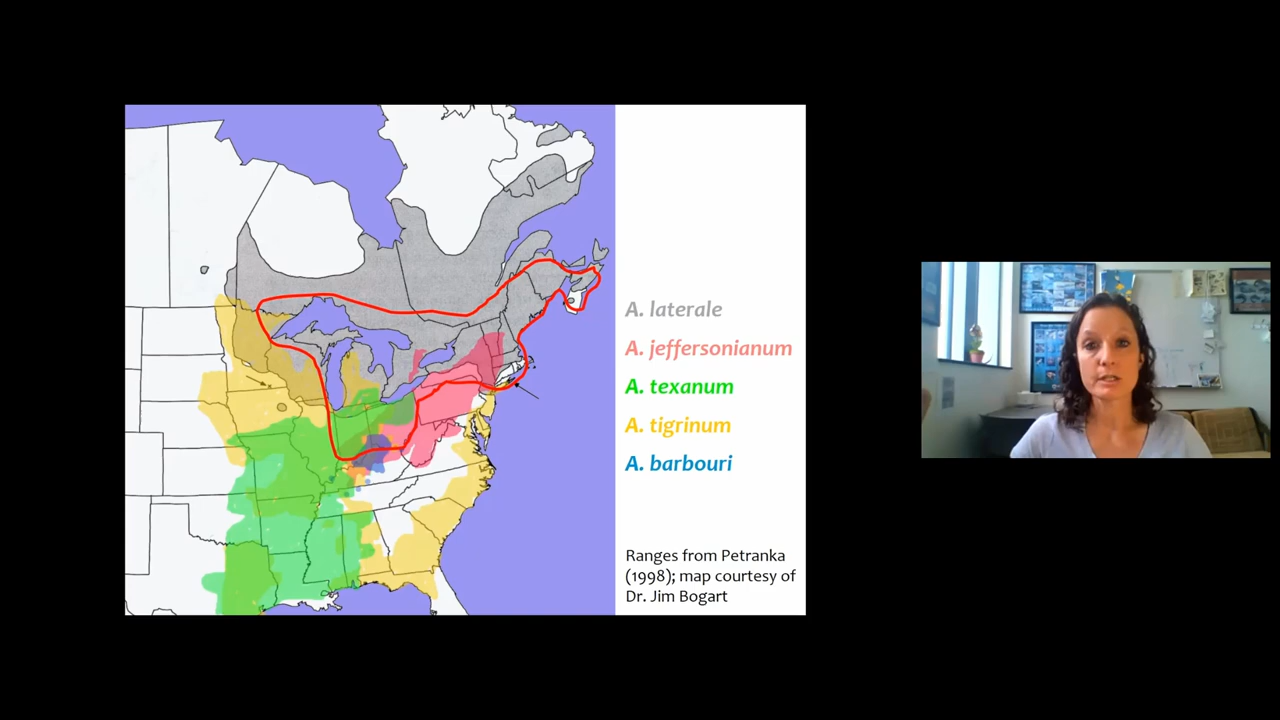 A. laterale
A. jeffersonianum
A. texanum
A. tigrinum
A. barbouri
Ranges from Petranka
(1998); map courtesy of
Dr. Jim Bogart